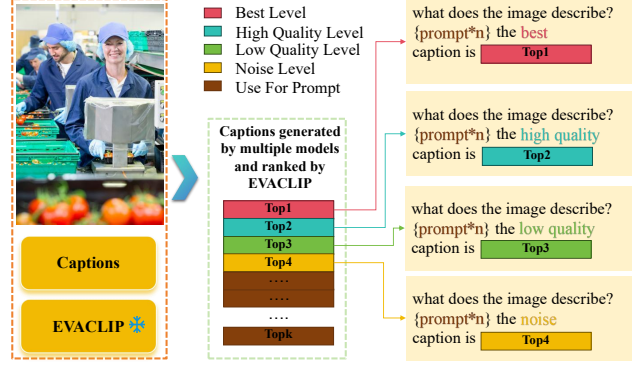 Captions
EVACLIP
Best Level
High Quality Level
Low Quality Level
Noise Level
Use For Prompt
Captions generated
by multiple models
and ranked by
EVACLIP
Top1
Top2
Top3
Top4
....
....
....
Topk
what does the image describe?
{prompt*n} the best
caption is Top1
what does the image describe?
{prompt*n} the high quality
caption is Top2
what does the image describe?
{prompt*n} the low quality
caption is Top3
what does the image describe?
{prompt*n} the noise
caption is Top4